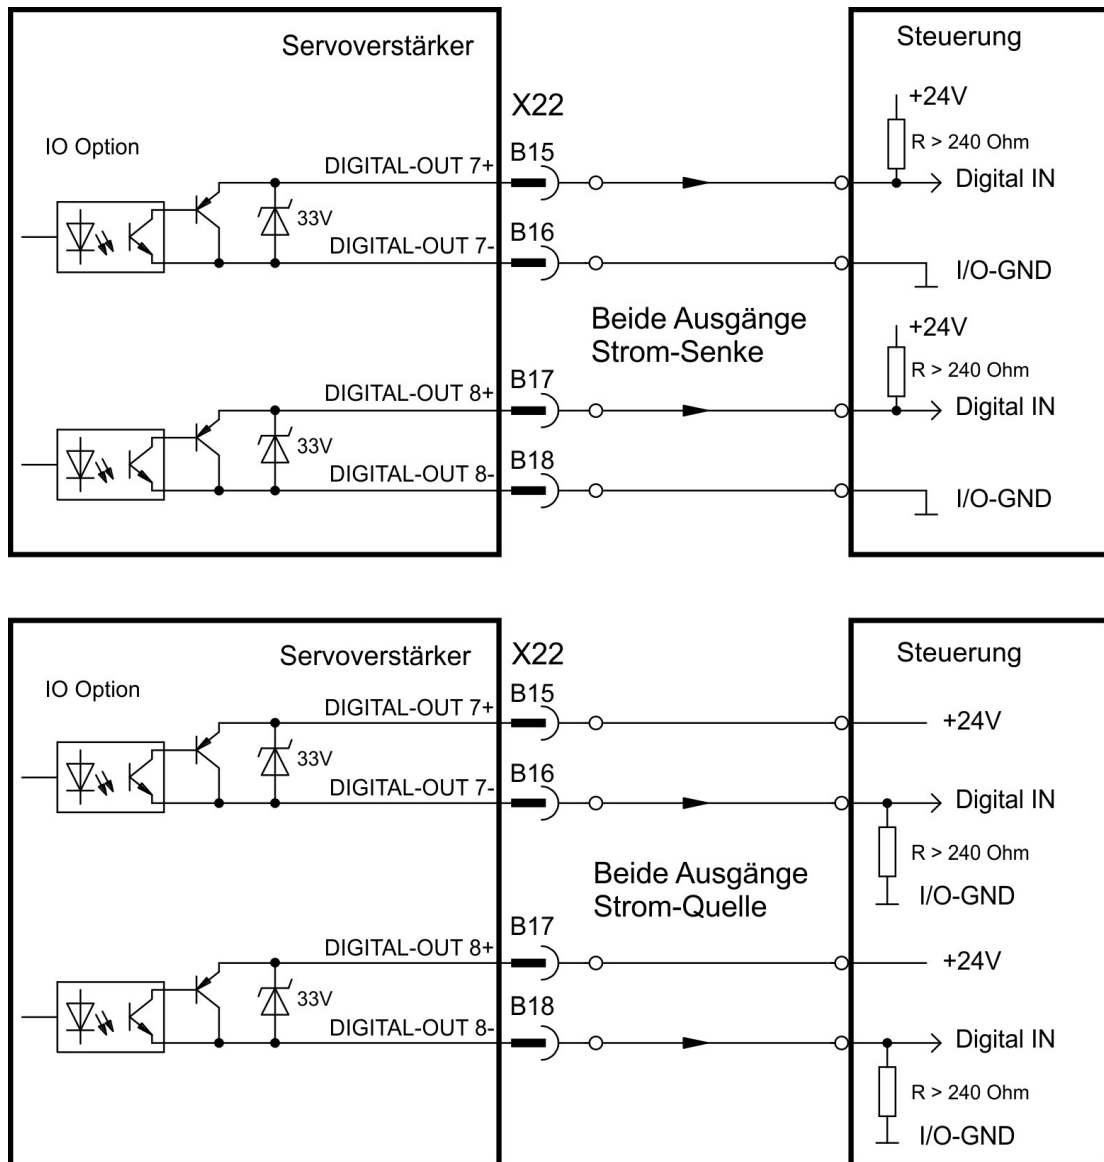 Servoverstärker
Steuerung
X22
+24V
IO Option
R > 240 Ohm
B15
DIGITAL-OUT 7+
Digital IN
33V
B16
DIGITAL-OUT 7-
I/O-GND
Beide Ausgänge
Strom-Senke
+24V
R > 240 Ohm
B17
DIGITAL-OUT 8+
Digital IN
33V
B18
DIGITAL-OUT 8-
I/O-GND
Servoverstärker
X22
Steuerung
IO Option
B15
DIGITAL-OUT 7+
+24V
33V
B16
DIGITAL-OUT 7-
Digital IN
R > 240 Ohm
Beide Ausgänge
Strom-Quelle
I/O-GND
B17
DIGITAL-OUT 8+
+24V
33V
B18
DIGITAL-OUT 8-
Digital IN
R > 240 Ohm
I/O-GND